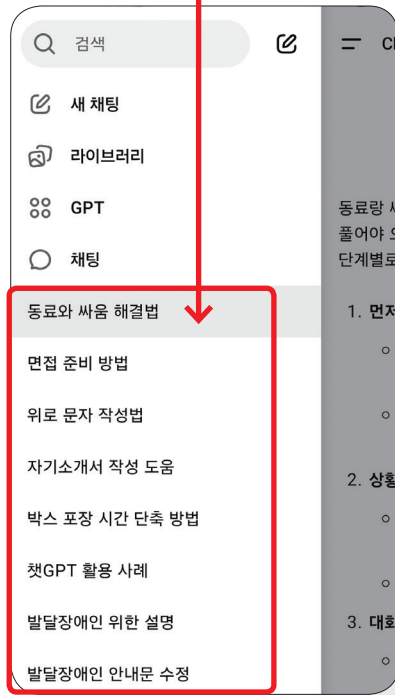 검색
새 채팅
라이브러리
GPT
채팅
동료와 싸움 해결법
면접 준비 방법
위로 문자 작성법
자기소개서 작성 도움
박스 포장 시간 단축 방법
챗GPT 활용 사례
발달장애인 위한 설명
발달장애인 안내문 수정
동료랑
풀어야
단계별로
1. 먼저
2. 상황
3. 대화